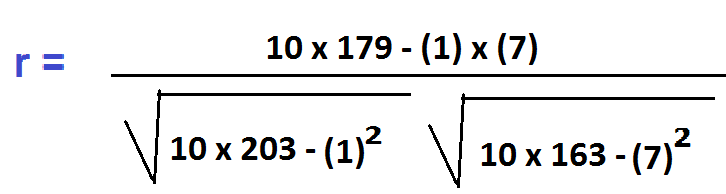 r = 10 x 179 - (1) x (7)
√10 x 203 - (1)² √10 x 163 - (7)²